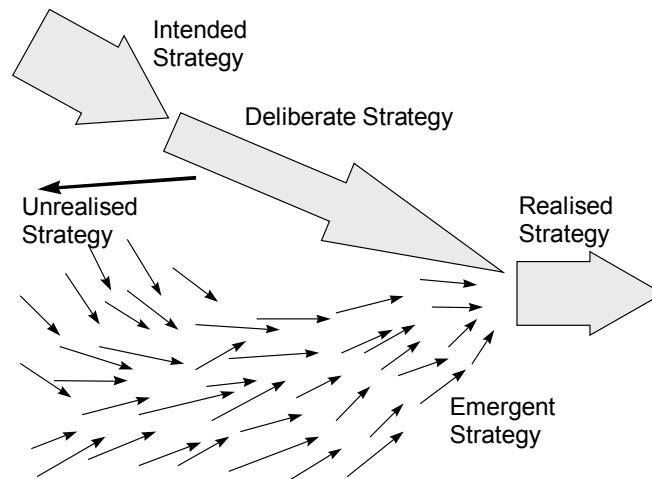 Intended
Strategy
Deliberate Strategy
Unrealised
Strategy
Realised
Strategy
Emergent
Strategy